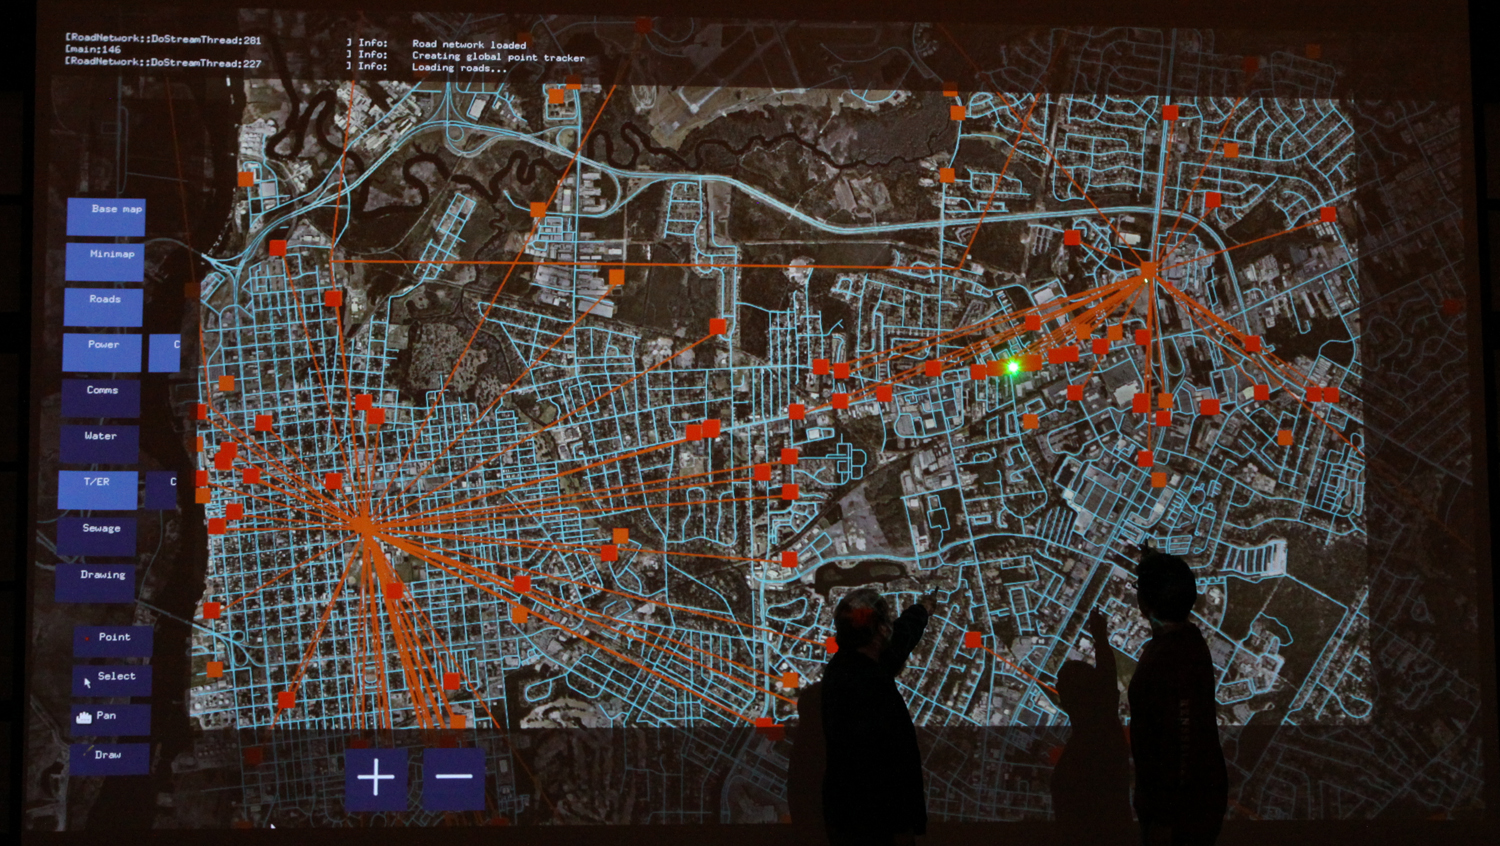 [RoadNetwork::DoStreamThread:281 ] Info: Road network loaded
[main:146 ] Info: Creating global point tracker
[RoadNetwork::DoStreamThread:227 ] Info: Loading roads...
Base map
Minimap
Roads
Power C
Comms
Water
T/ER C
Sewage
Drawing
Point
Select
Pan
Draw